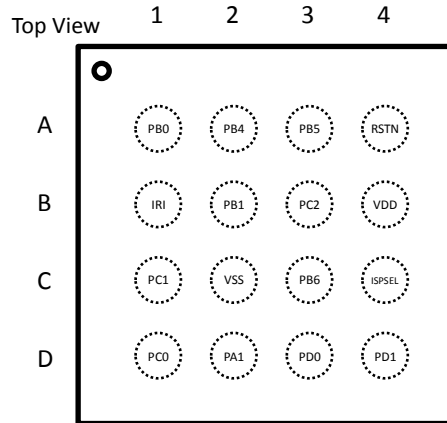 Top View 1 2 3 4
A PB0 PB4 PB5 RSTN
B IRI PB1 PC2 VDD
C PC1 VSS PB6 ISPSEL
D PC0 PA1 PD0 PD1